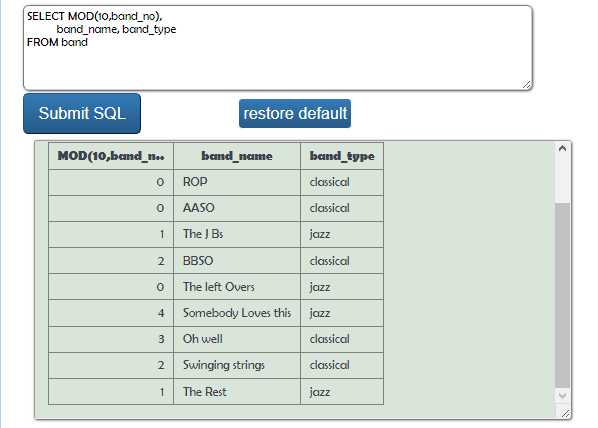 SELECT MOD(10,band_no),
band_name, band_type
FROM band
Submit SQL restore default
MOD(10,band_n.. band_name band_type
0 ROP classical
0 AASO classical
1 The J Bs jazz
2 BBSO classical
0 The left Overs jazz
4 Somebody Loves this jazz
3 Oh well classical
2 Swinging strings classical
1 The Rest jazz